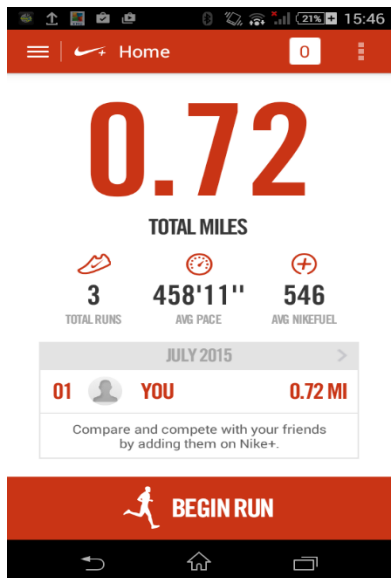 21% 15:46
Home 0
0.72
TOTAL MILES
3 458'11'' 546
TOTAL RUNS AVG PACE AVG NIKEFUEL
JULY 2015 >
01 YOU 0.72 MI
Compare and compete with your friends
by adding them on Nike+.
BEGIN RUN